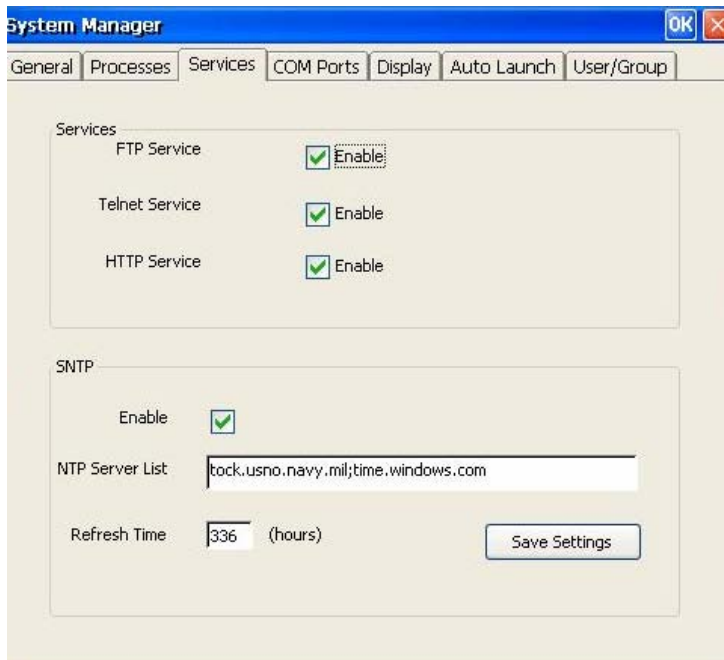 System Manager OK
General Processes Services COM Ports Display Auto Launch User/Group
Services
FTP Service Enable
Telnet Service Enable
HTTP Service Enable
SNTP
Enable
NTP Server List tock.usno.navy.mil;time.windows.com
Refresh Time 336 (hours) Save Settings